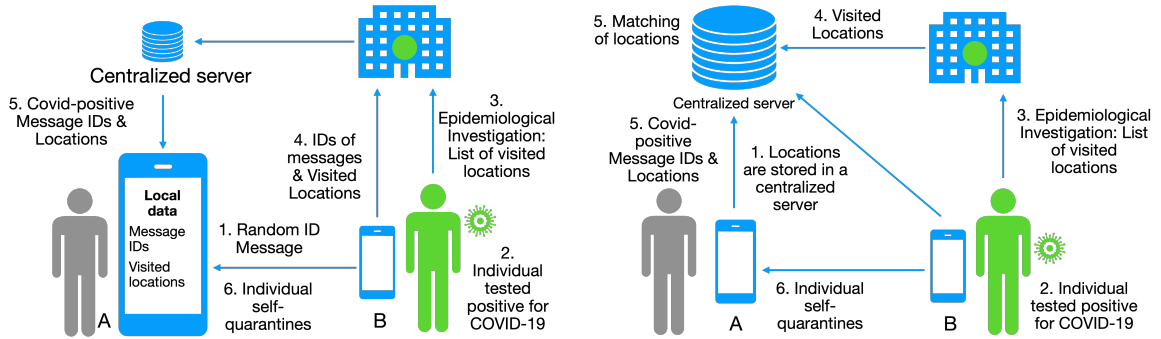 Centralized server
5. Covid-positive
Message IDs &
Locations
Local
data
Message
IDs
Visited
locations
A
1. Random ID
Message
6. Individual
self-
quarantines
4. IDs of
messages
& Visited
Locations
3.
Epidemiological
Investigation:
List of visited
locations
2.
Individual
tested
positive for
COVID-19
B
5. Matching
of locations
4. Visited
Locations
Centralized server
5. Covid-
positive
Message IDs &
Locations
1. Locations
are stored in a
centralized
server
3. Epidemiological
Investigation: List
of visited
locations
A
6. Individual
self-
quarantines
B
2. Individual
tested positive
for COVID-19